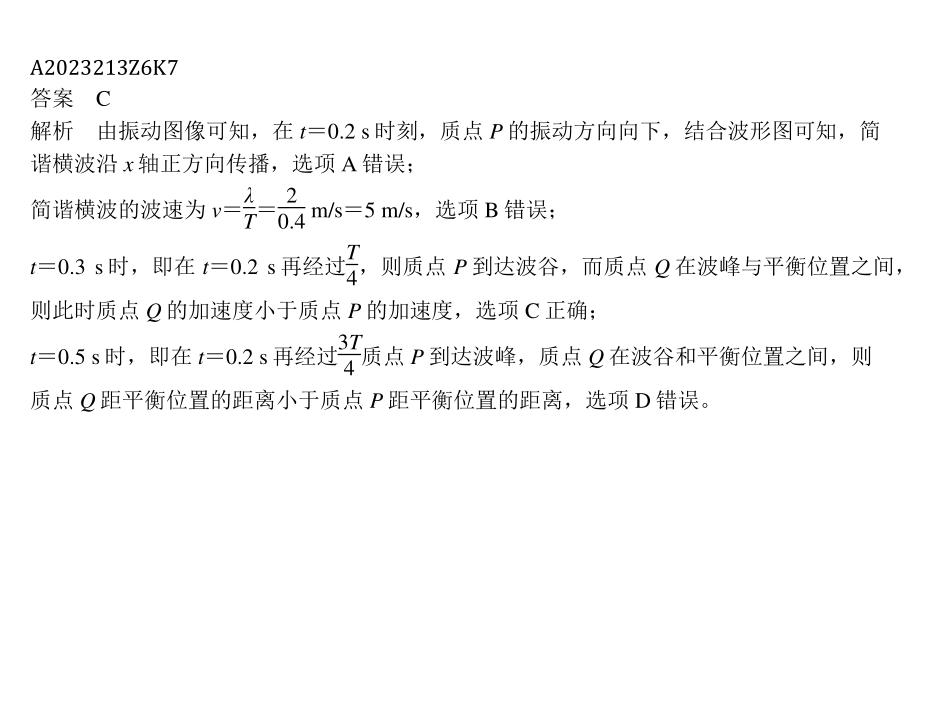 A2023213Z6K7
答案 C
解析 由振动图像可知，在 t＝0.2 s 时刻，质点 P 的振动方向向下，结合波形图可知，简
谐横波沿 x 轴正方向传播，选项 A 错误；
简谐横波的波速为 v＝λ/T＝2/0.4 m/s＝5 m/s，选项 B 错误；
t＝0.3 s 时，即在 t＝0.2 s 再经过T/4，则质点 P 到达波谷，而质点 Q 在波峰与平衡位置之间，
则此时质点 Q 的加速度小于质点 P 的加速度，选项 C 正确；
t＝0.5 s 时，即在 t＝0.2 s 再经过3T/4质点 P 到达波峰，质点 Q 在波谷和平衡位置之间，则
质点 Q 距平衡位置的距离小于质点 P 距平衡位置的距离，选项 D 错误。